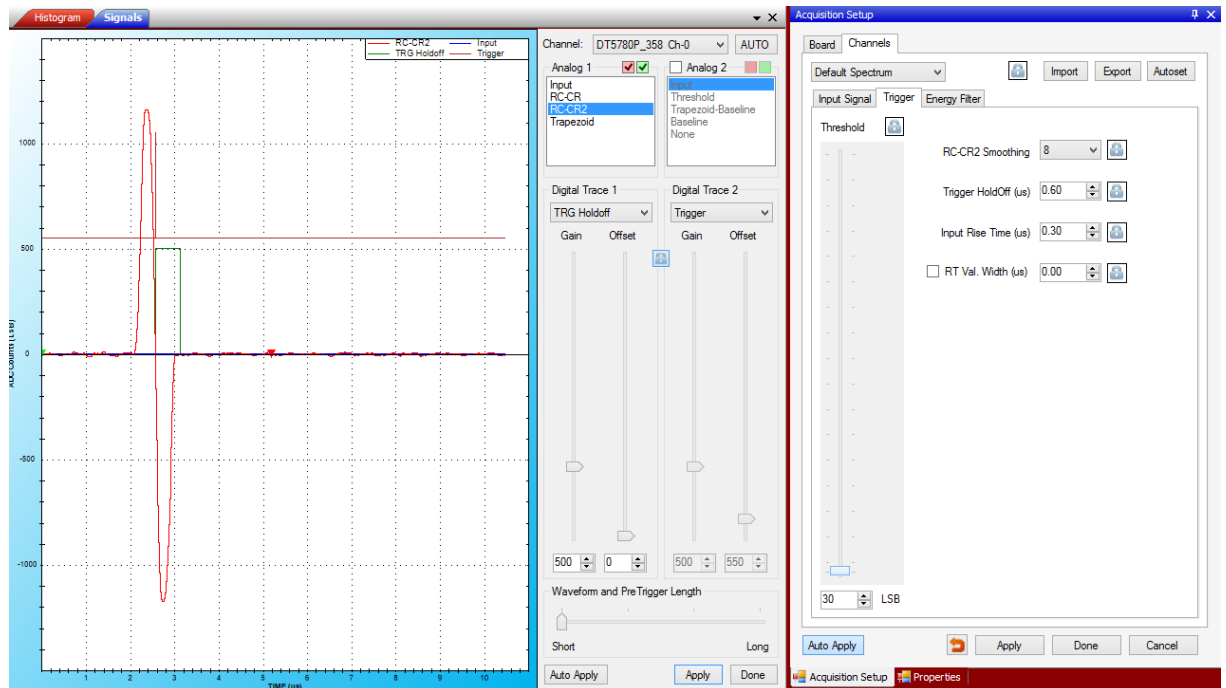 Histogram Signals
RC-CR2 Input
TRG Holdoff Trigger
1000
500
0
-500
-1000
ADC Counts (LSB)
0 1 2 3 4 5 6 7 8 9 10
TIME (us)
Channel: DT5780P_358 Ch-0 AUTO
Analog 1
Input
RC-CR
RC-CR2
Trapezoid
Analog 2
Input
Threshold
Trapezoid-Baseline
Baseline
None
Digital Trace 1
TRG Holdoff
Gain Offset
500 0
Digital Trace 2
Trigger
Gain Offset
500 550
Waveform and PreTrigger Length
Short Long
Auto Apply Apply Done
Acquisition Setup
Board Channels
Default Spectrum Import Export Autoset
Input Signal Trigger Energy Filter
Threshold
30 LSB
RC-CR2 Smoothing 8
Trigger HoldOff (us) 0.60
Input Rise Time (us) 0.30
RT Val. Width (us) 0.00
Auto Apply Apply Done Cancel
Acquisition Setup Properties